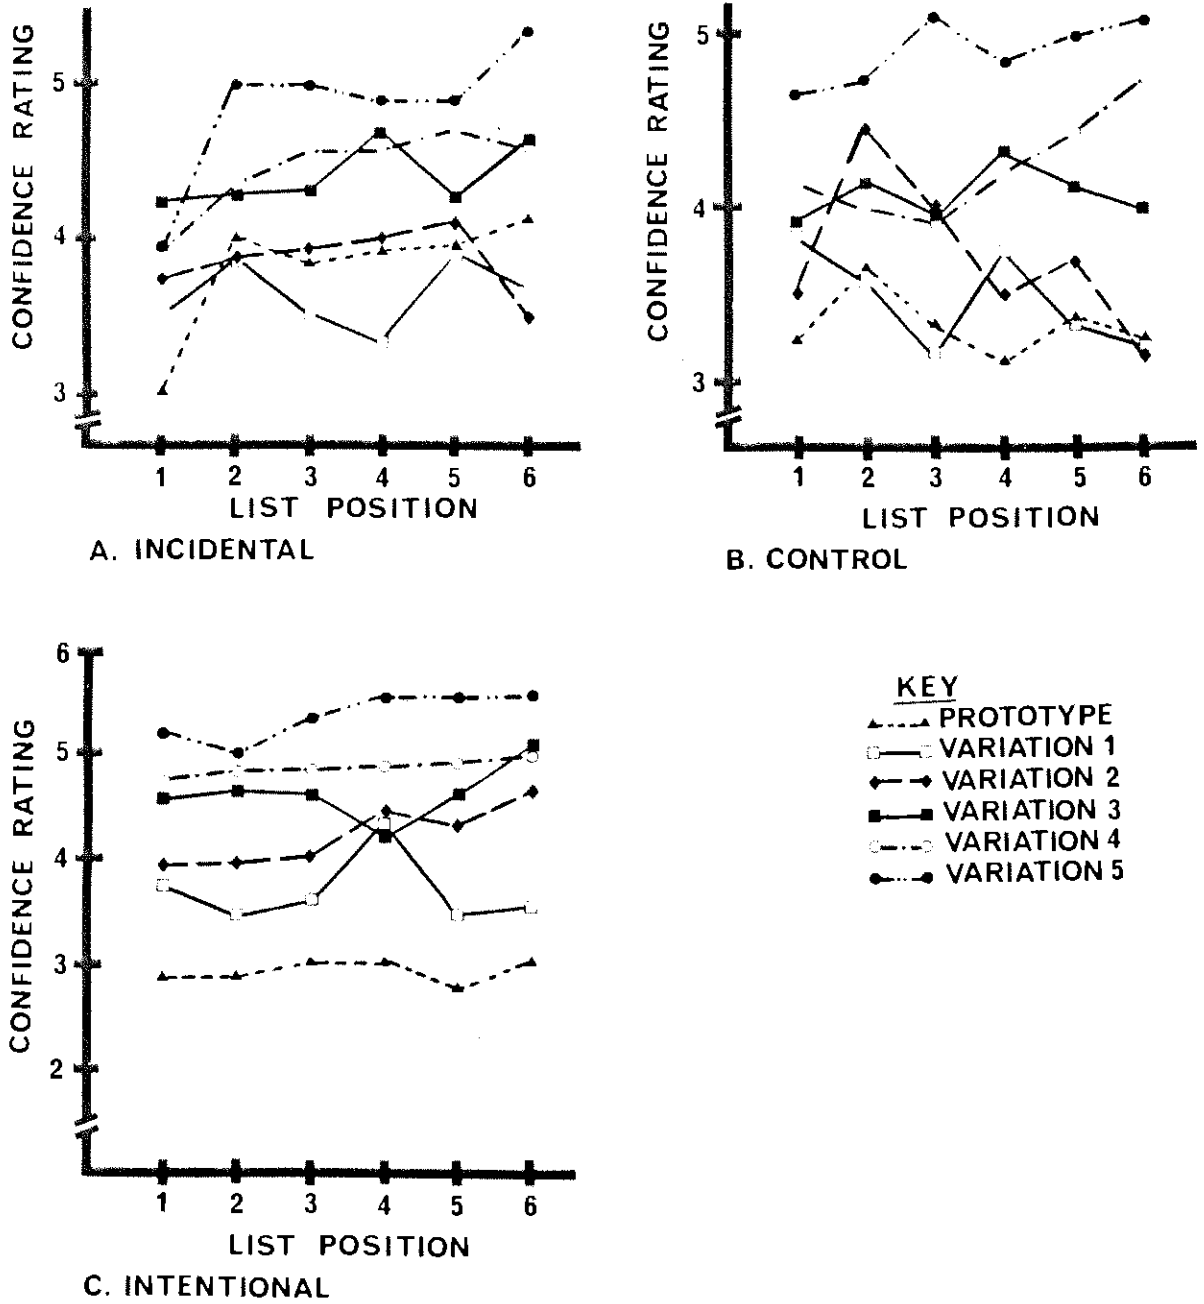 CONFIDENCE RATING
5
4
3
1 2 3 4 5 6
LIST POSITION
A. INCIDENTAL
CONFIDENCE RATING
5
4
3
1 2 3 4 5 6
LIST POSITION
B. CONTROL
CONFIDENCE RATING
6
5
4
3
2
1 2 3 4 5 6
LIST POSITION
C. INTENTIONAL
KEY
PROTOTYPE
VARIATION 1
VARIATION 2
VARIATION 3
VARIATION 4
VARIATION 5